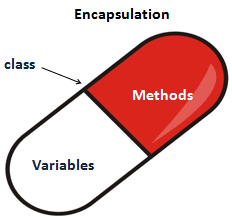 Encapsulation
class
Methods
Variables